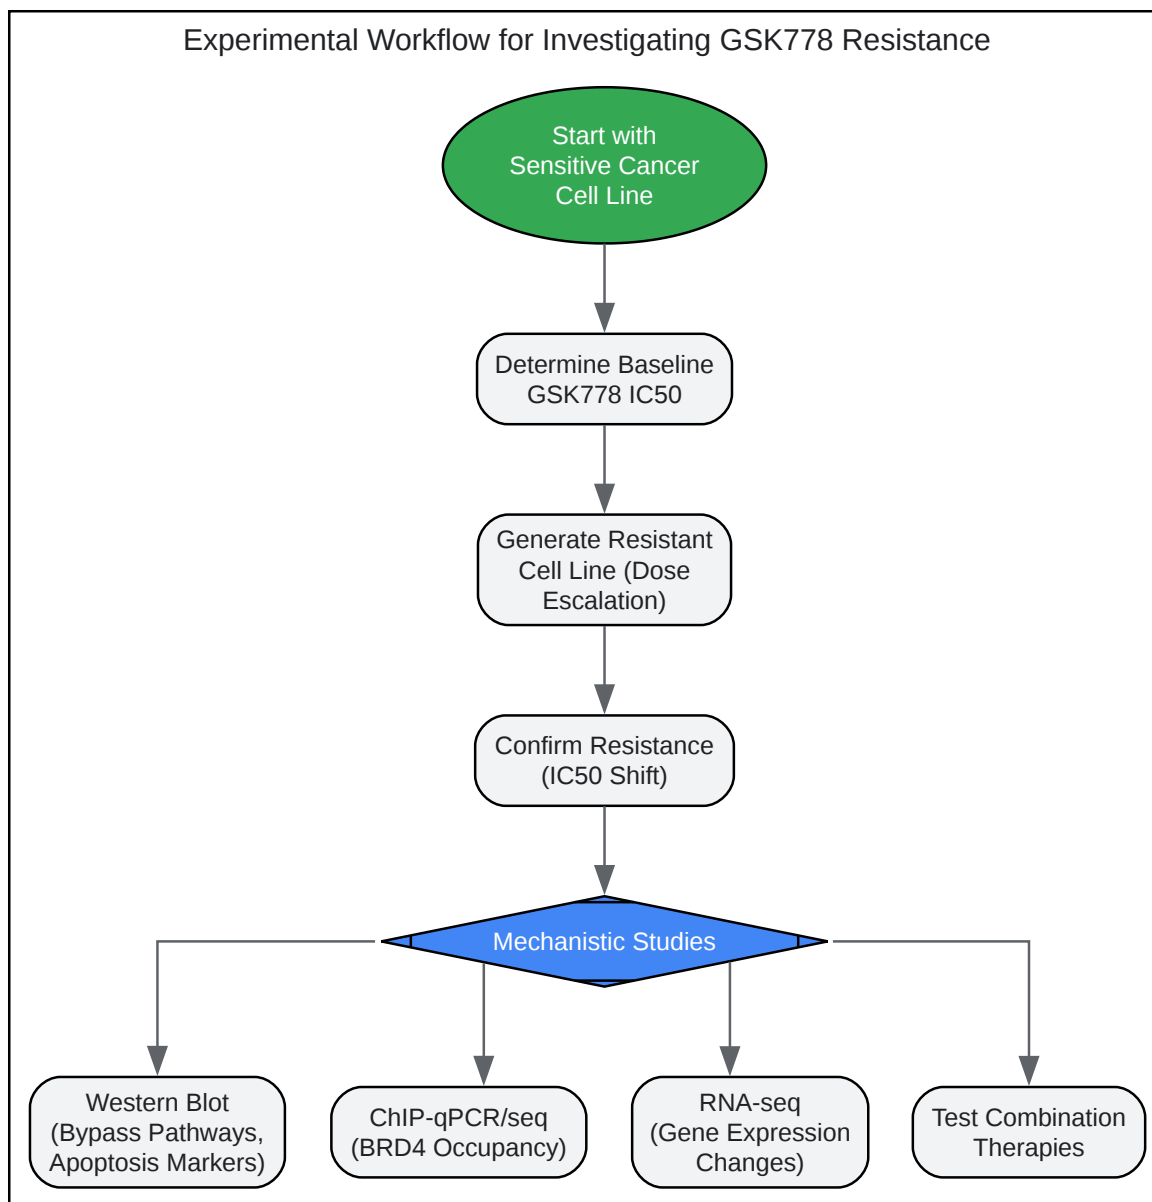 Experimental Workflow for Investigating GSK778 Resistance
Start with
Sensitive Cancer
Cell Line
Determine Baseline
GSK778 IC50
Generate Resistant
Cell Line (Dose
Escalation)
Confirm Resistance
(IC50 Shift)
Mechanistic Studies
Western Blot
(Bypass Pathways,
Apoptosis Markers)
ChIP-qPCR/seq
(BRD4 Occupancy)
RNA-seq
(Gene Expression
Changes)
Test Combination
Therapies